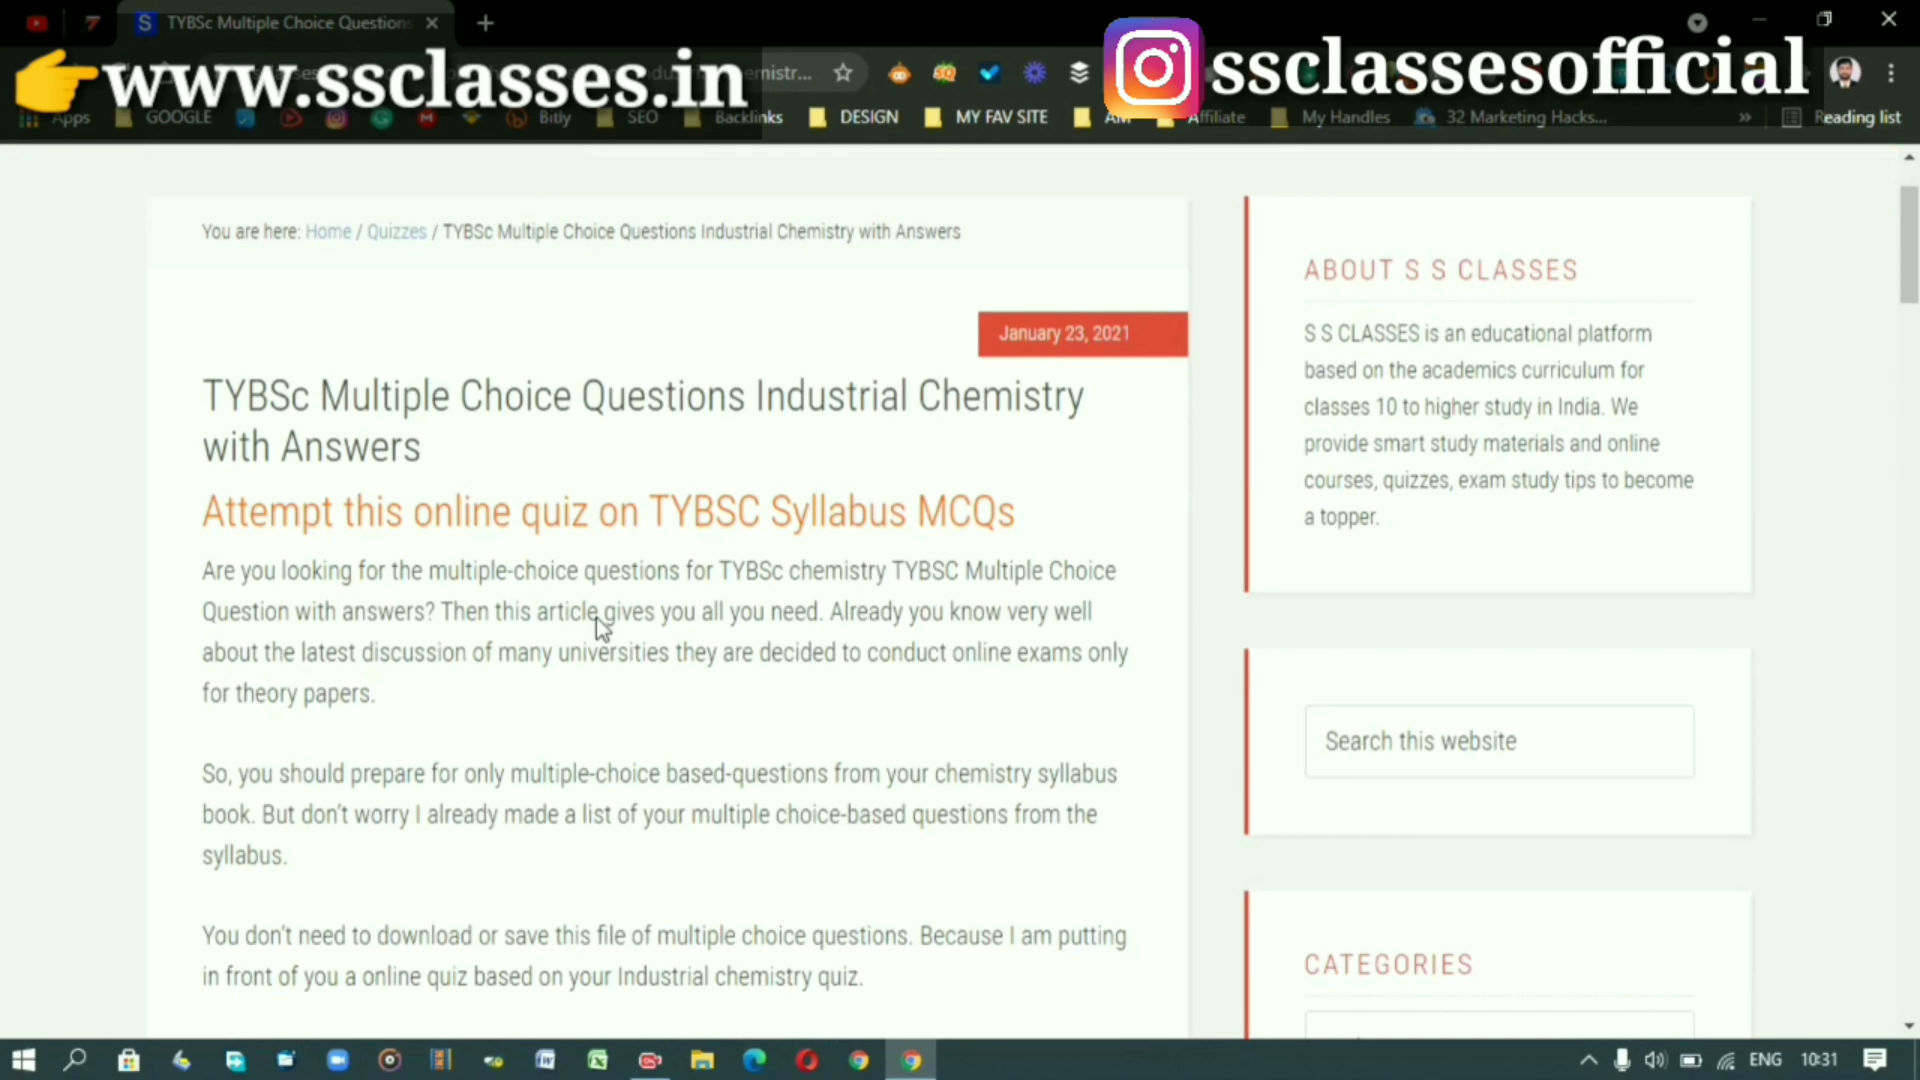 TYBSc Multiple Choice Questions
www.ssclasses.in
mistr...
ssclassesofficial
Apps
GOOGLE
Bitly
SEO
Backlinks
DESIGN
MY FAV SITE
Affiliate
My Handles
32 Marketing Hacks...
»
Reading list
You are here: Home / Quizzes / TYBSc Multiple Choice Questions Industrial Chemistry with Answers
January 23, 2021
TYBSc Multiple Choice Questions Industrial Chemistry
with Answers
Attempt this online quiz on TYBSC Syllabus MCQs
Are you looking for the multiple-choice questions for TYBSc chemistry TYBSC Multiple Choice
Question with answers? Then this article gives you all you need. Already you know very well
about the latest discussion of many universities they are decided to conduct online exams only
for theory papers.
So, you should prepare for only multiple-choice based-questions from your chemistry syllabus
book. But don't worry I already made a list of your multiple choice-based questions from the
syllabus.
You don't need to download or save this file of multiple choice questions. Because I am putting
in front of you a online quiz based on your Industrial chemistry quiz.
ABOUT S S CLASSES
S S CLASSES is an educational platform
based on the academics curriculum for
classes 10 to higher study in India. We
provide smart study materials and online
courses, quizzes, exam study tips to become
a topper.
Search this website
CATEGORIES
ENG
10:31